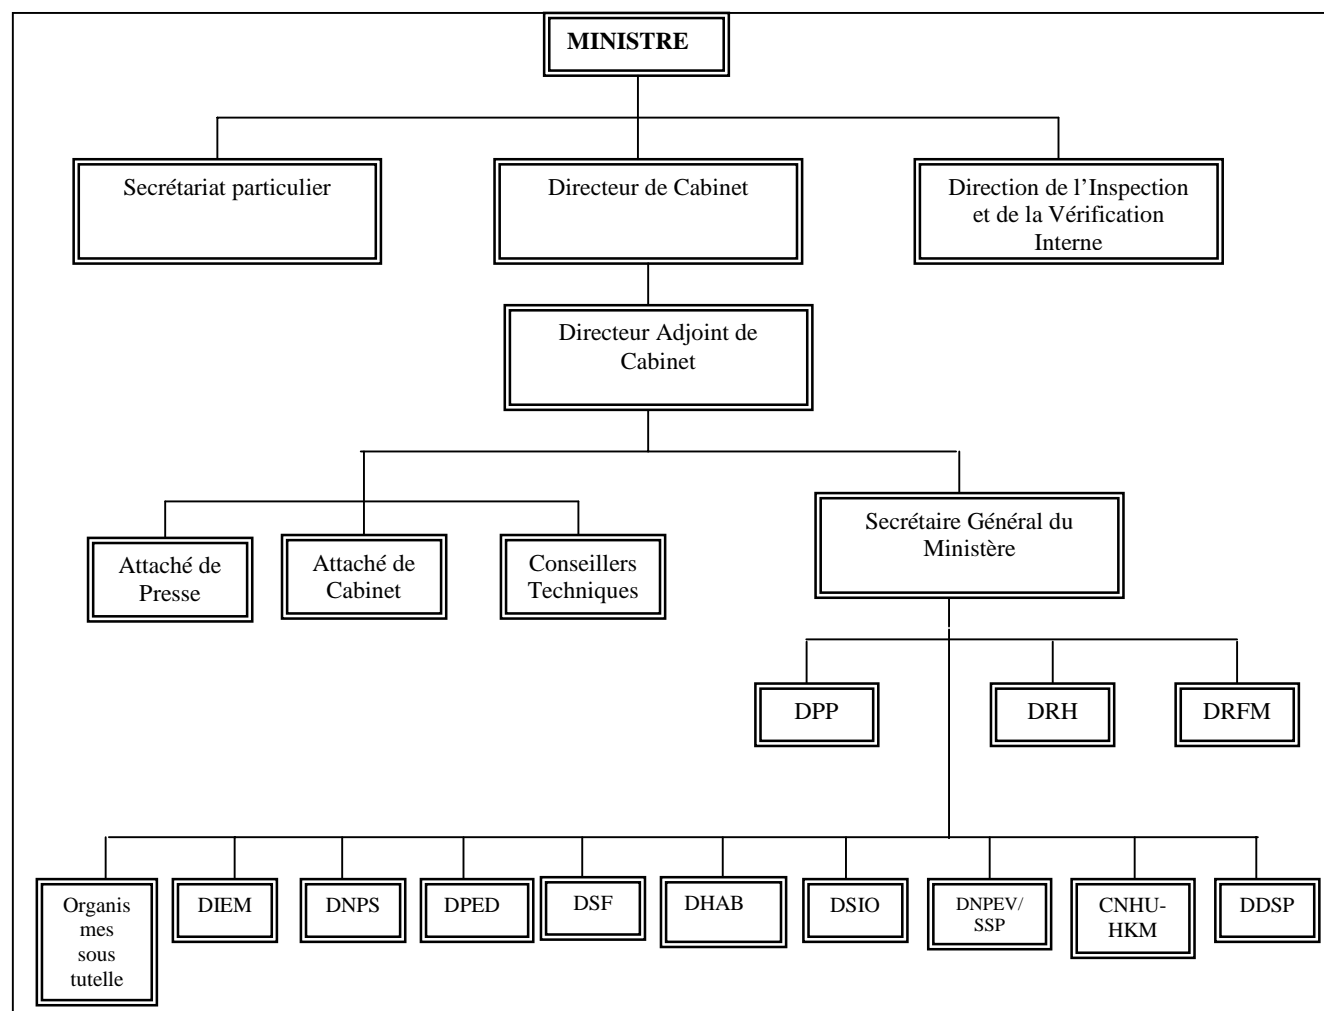 MINISTRE
Secrétariat particulier
Directeur de Cabinet
Direction de l’Inspection
et de la Vérification
Interne
Directeur Adjoint de
Cabinet
Attaché de
Presse
Attaché de
Cabinet
Conseillers
Techniques
Secrétaire Général du
Ministère
DPP
DRH
DRFM
Organis
mes
sous
tutelle
DIEM
DNPS
DPED
DSF
DHAB
DSIO
DNPEV/
SSP
CNHU-
HKM
DDSP